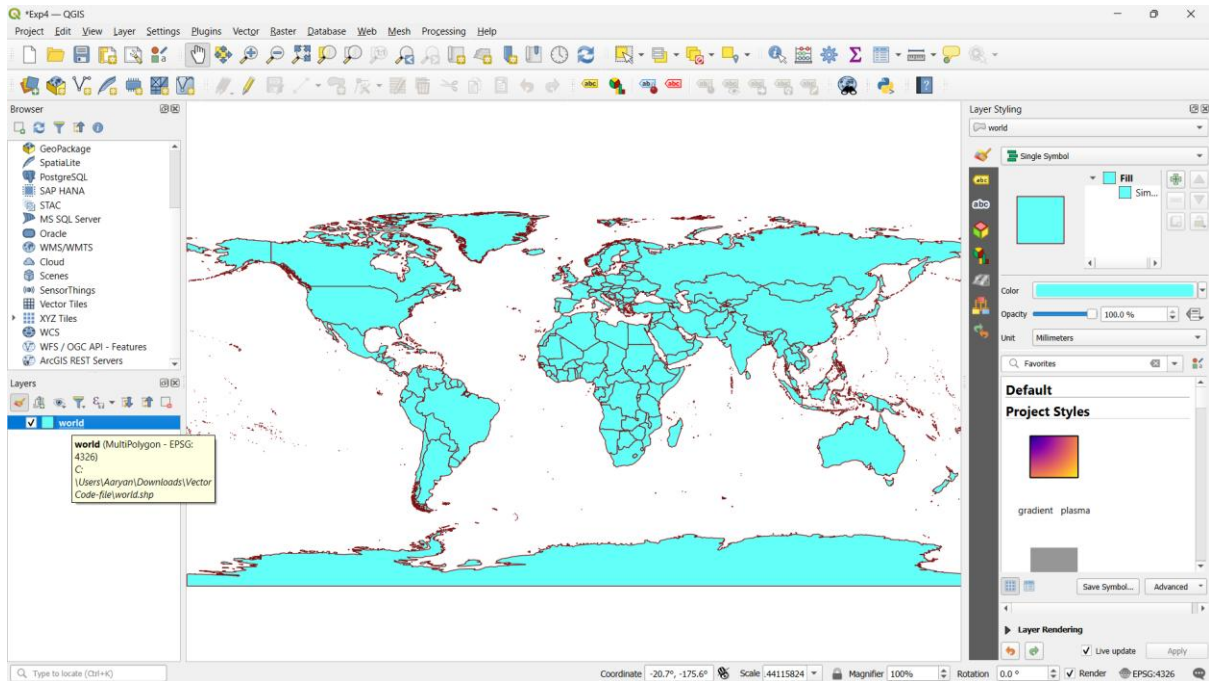 *Exp4 — QGIS
Project Edit View Layer Settings Plugins Vector Raster Database Web Mesh Processing Help
Browser
GeoPackage
SpatiaLite
PostgreSQL
SAP HANA
STAC
MS SQL Server
Oracle
WMS/WMTS
Cloud
Scenes
SensorThings
Vector Tiles
XYZ Tiles
WCS
WFS / OGC API - Features
ArcGIS REST Servers
Layers
world
world (MultiPolygon - EPSG:
4326)
C:
\Users\Aaryan\Downloads\Vector
Code-file\world.shp
Layer Styling
world
Single Symbol
Fill
Sim...
Color
Opacity 100.0 %
Unit Millimeters
Favorites
Default
Project Styles
gradient plasma
Save Symbol... Advanced
Layer Rendering
Live update Apply
Type to locate (Ctrl+K) Coordinate -20.7°, -175.6° Scale .44115824 Magnifier 100% Rotation 0.0 ° Render EPSG:4326